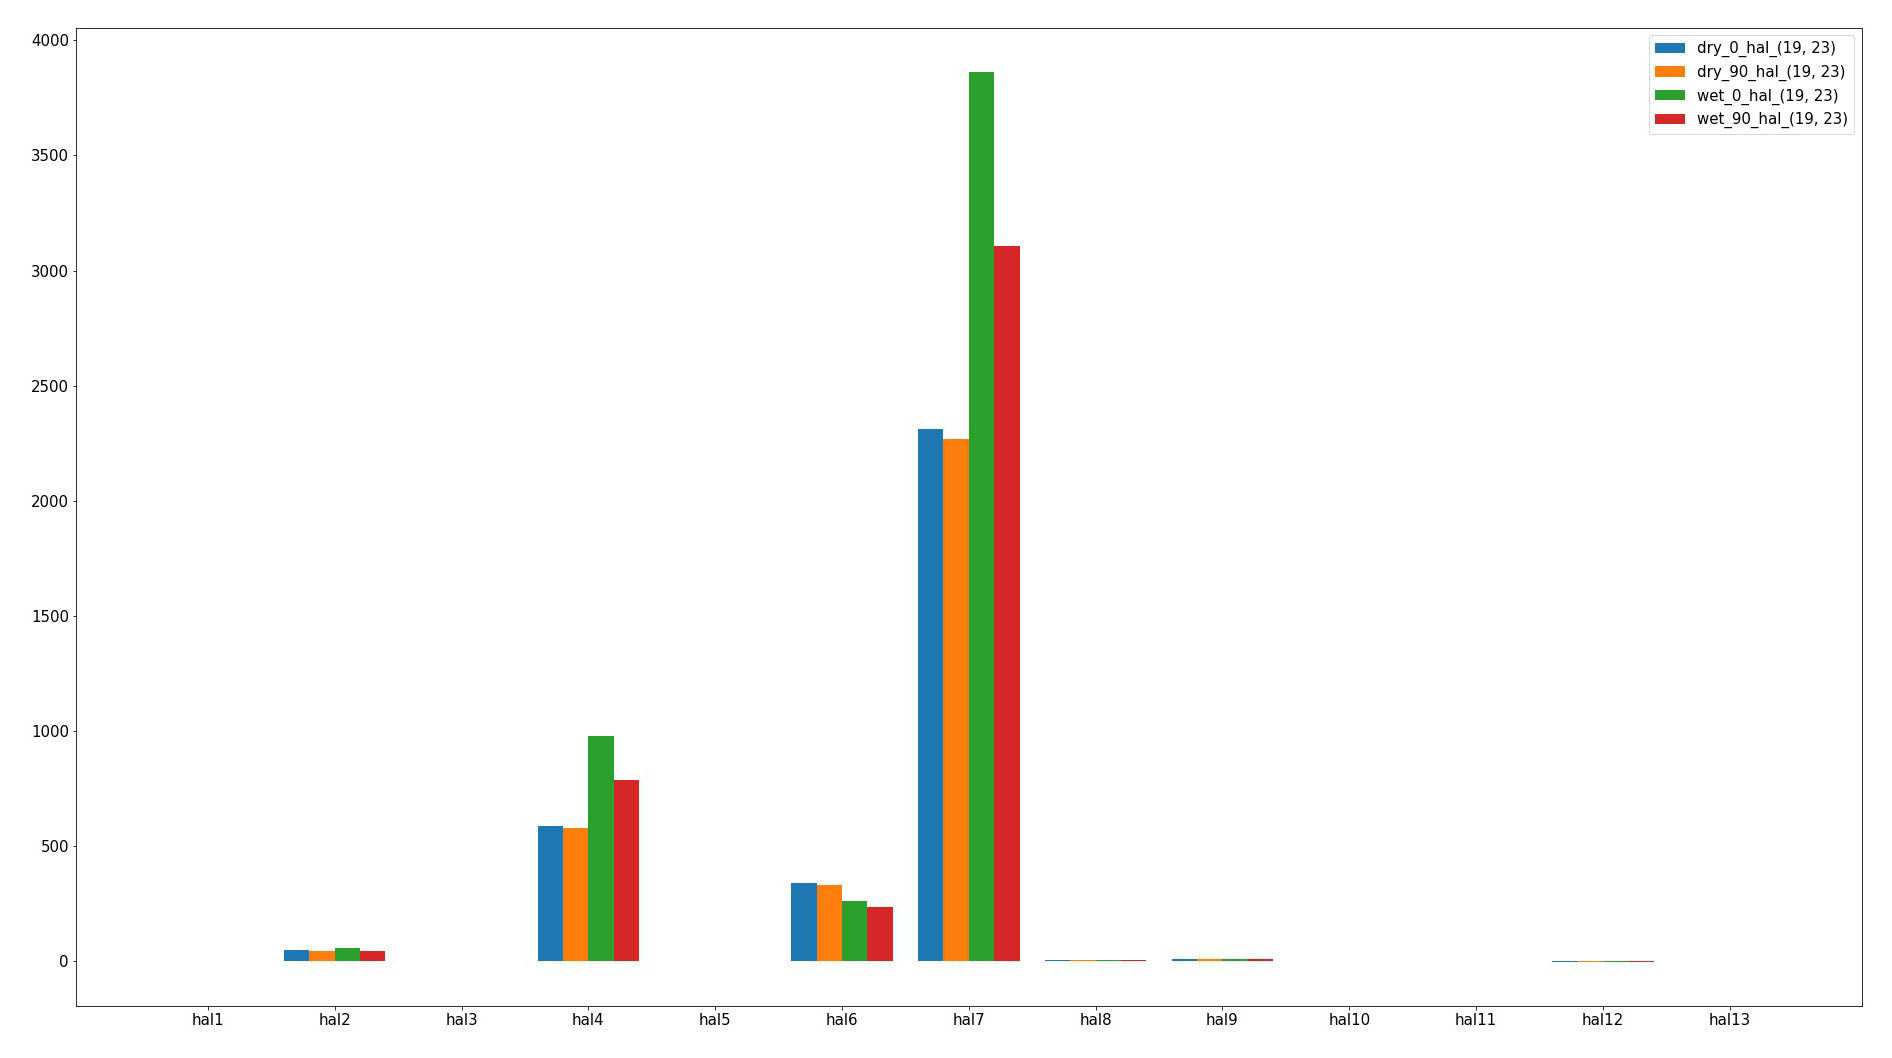 4000
3500
3000
2500
2000
1500
1000
500
0
dry_0_hal_(19, 23)
dry_90_hal_(19, 23)
wet_0_hal_(19, 23)
wet_90_hal_(19, 23)
hal1 hal2 hal3 hal4 hal5 hal6 hal7 hal8 hal9 hal10 hal11 hal12 hal13